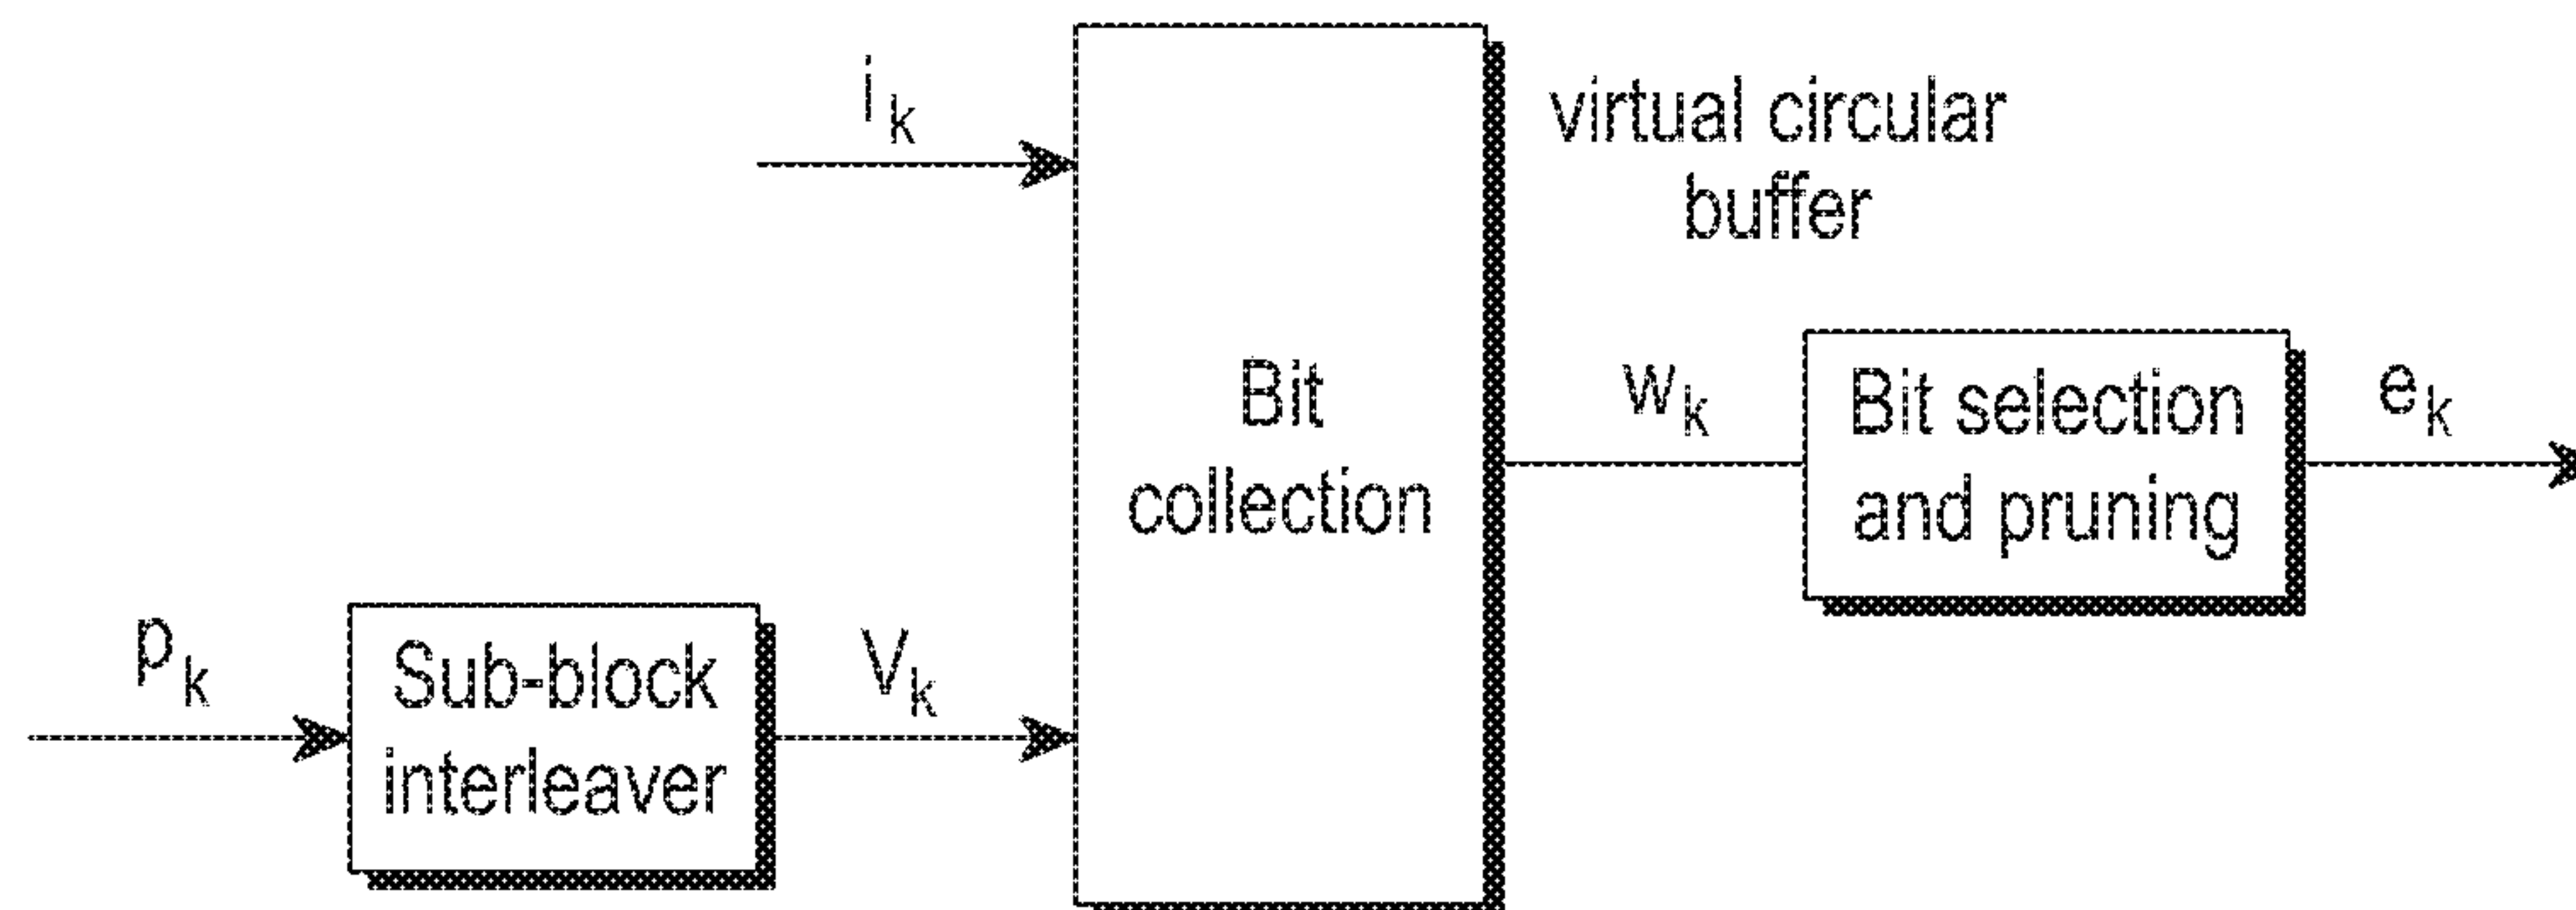 i_k
virtual circular
buffer
Bit
collection
w_k
Bit selection
and pruning
e_k
p_k
Sub-block
interleaver
V_k